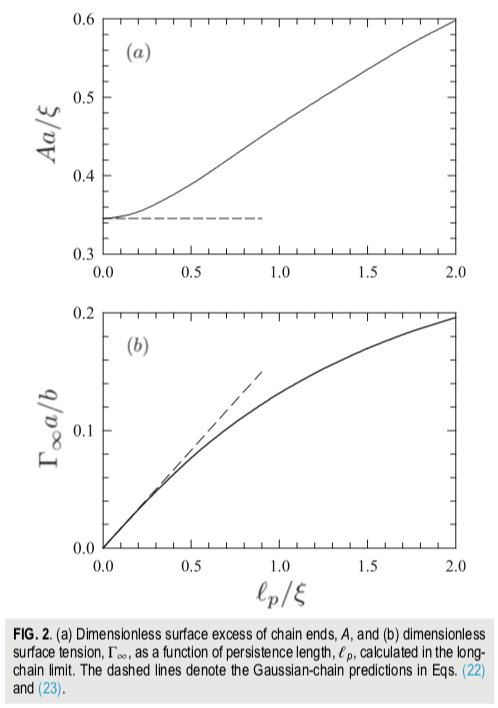 0.6
(a)
0.5
Aa/ξ
0.4
0.3
0.0 0.5 1.0 1.5 2.0
0.2
(b)
Γ∞a/b
0.1
0.0
0.0 0.5 1.0 1.5 2.0
ℓp/ξ
FIG. 2. (a) Dimensionless surface excess of chain ends, A, and (b) dimensionless
surface tension, Γ∞, as a function of persistence length, ℓp, calculated in the long-
chain limit. The dashed lines denote the Gaussian-chain predictions in Eqs. (22)
and (23).